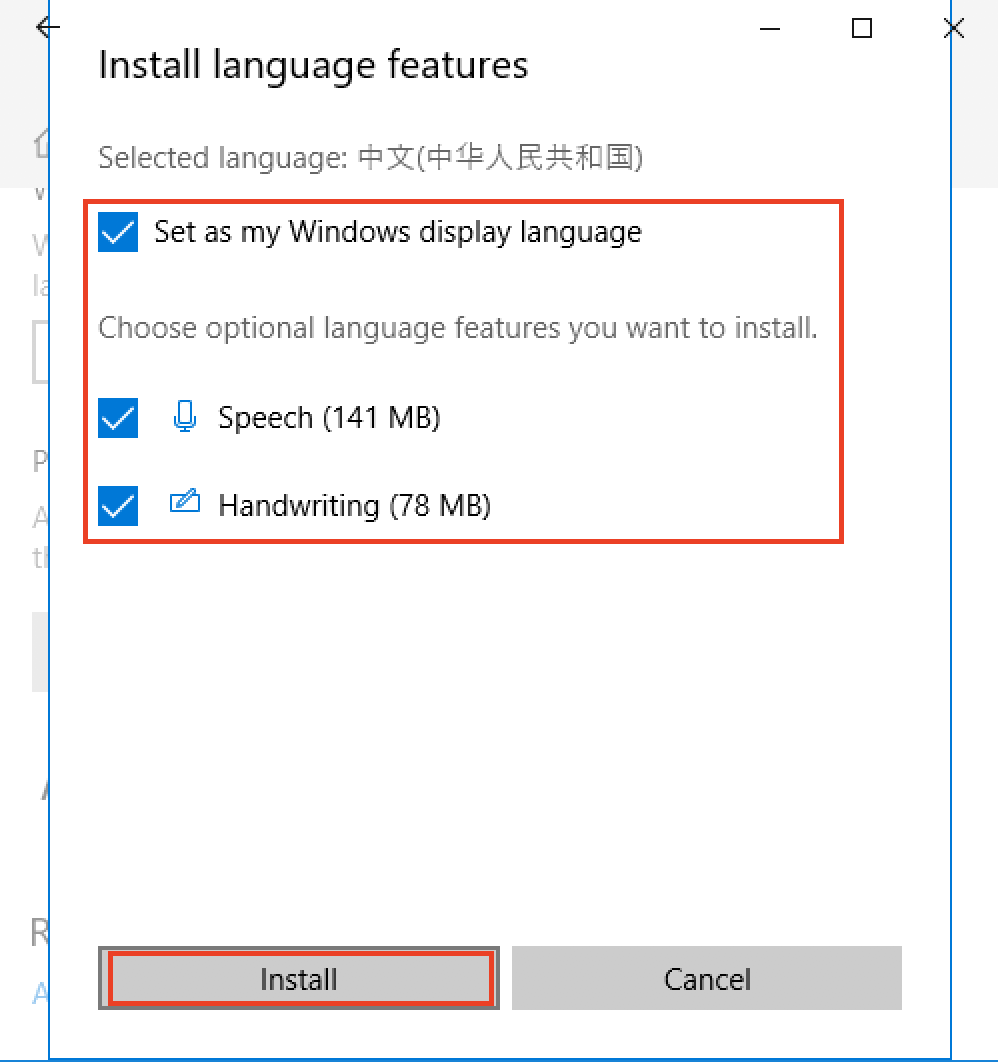 Install language features
Selected language: 中文(中华人民共和国)
Set as my Windows display language
Choose optional language features you want to install.
Speech (141 MB)
Handwriting (78 MB)
Install
Cancel